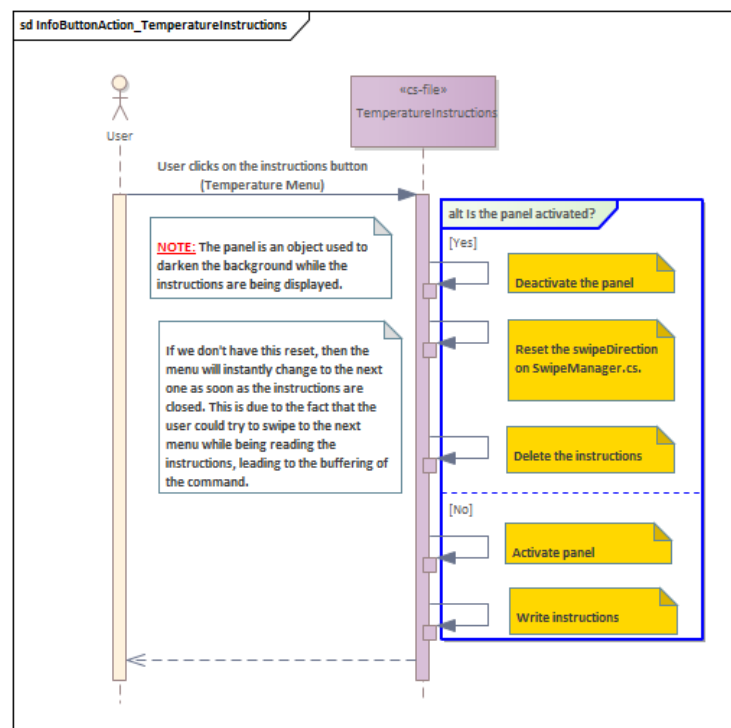 sd InfoButtonAction_TemperatureInstructions
«cs-file»
TemperatureInstructions
User
User clicks on the instructions button
(Temperature Menu)
alt Is the panel activated?
[Yes]
NOTE: The panel is an object used to
darken the background while the
instructions are being displayed.
Deactivate the panel
If we don't have this reset, then the
menu will instantly change to the next
one as soon as the instructions are
closed. This is due to the fact that the
user could try to swipe to the next
menu while being reading the
instructions, leading to the buffering of
the command.
Reset the swipeDirection
on SwipeManager.cs.
Delete the instructions
[No]
Activate panel
Write instructions